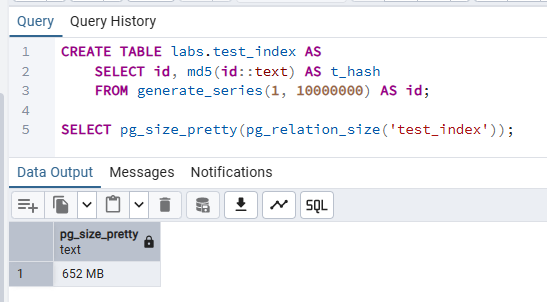 Query Query History
1 CREATE TABLE labs.test_index AS
2 SELECT id, md5(id::text) AS t_hash
3 FROM generate_series(1, 10000000) AS id;
4
5 SELECT pg_size_pretty(pg_relation_size('test_index'));
Data Output Messages Notifications
SQL
pg_size_pretty
text
1 652 MB